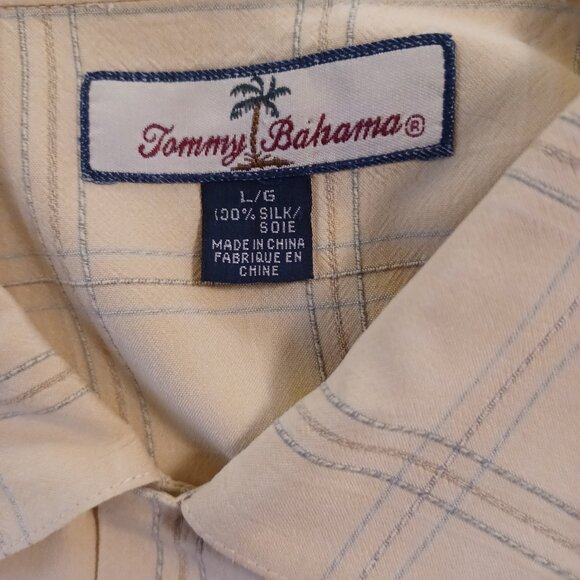 Tommy Bahama®
L/G
100% SILK/
SOIE
MADE IN CHINA
FABRIQUE EN
CHINE